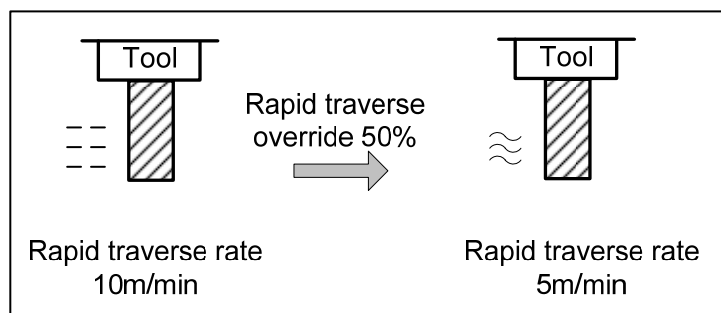 Tool
Tool
Rapid traverse
override 50%
Rapid traverse rate
10m/min
Rapid traverse rate
5m/min